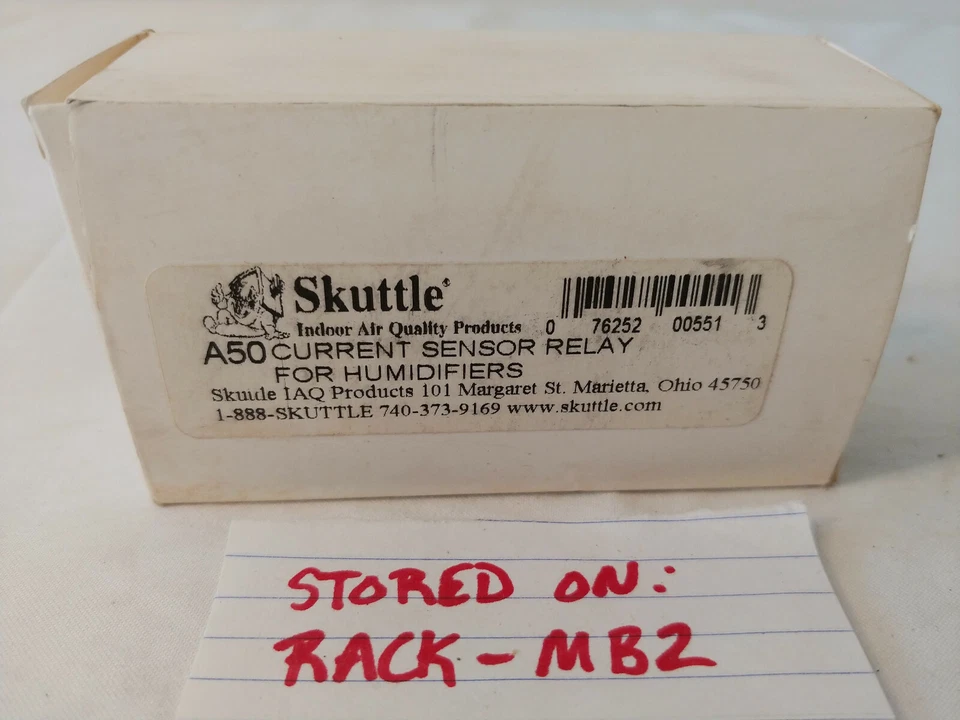 Skuttle®
Indoor Air Quality Products
0 76252 00551 3
A50 CURRENT SENSOR RELAY
FOR HUMIDIFIERS
Skuttle IAQ Products 101 Margaret St. Marietta, Ohio 45750
1-888-SKUTTLE 740-373-9169 www.skuttle.com
STORED ON:
RACK - MB2